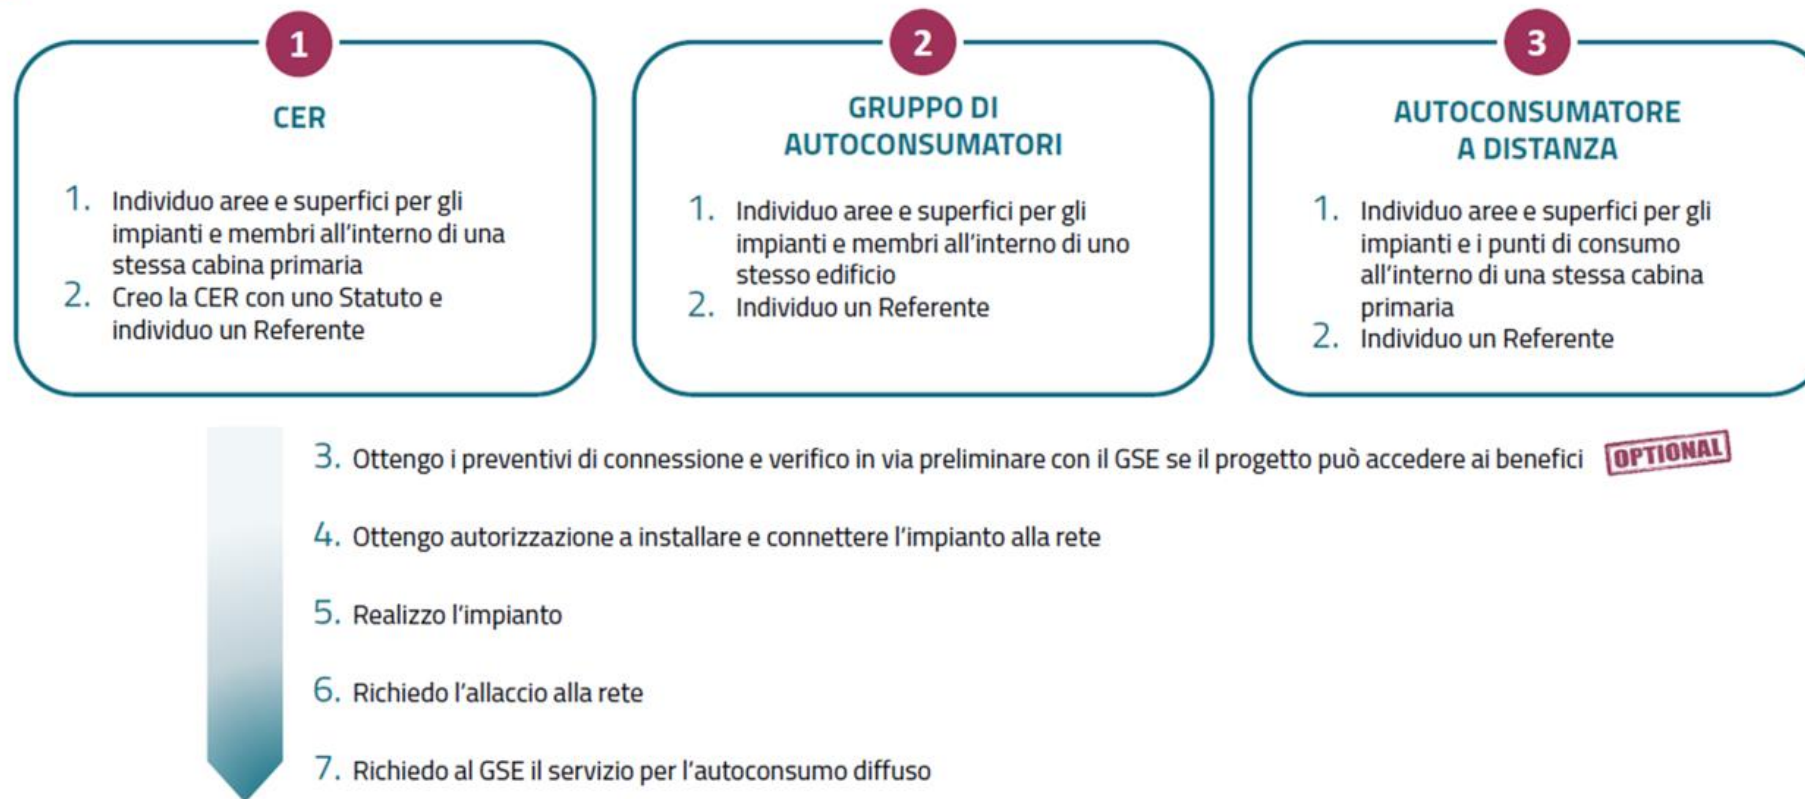 1
CER
1. Individuo aree e superfici per gli
impianti e membri all'interno di una
stessa cabina primaria
2. Creo la CER con uno Statuto e
individuo un Referente
2
GRUPPO DI
AUTOCONSUMATORI
1. Individuo aree e superfici per gli
impianti e membri all'interno di uno
stesso edificio
2. Individuo un Referente
3
AUTOCONSUMATORE
A DISTANZA
1. Individuo aree e superfici per gli
impianti e i punti di consumo
all'interno di una stessa cabina
primaria
2. Individuo un Referente
3. Ottengo i preventivi di connessione e verifico in via preliminare con il GSE se il progetto può accedere ai benefici OPTIONAL
4. Ottengo autorizzazione a installare e connettere l'impianto alla rete
5. Realizzo l'impianto
6. Richiedo l'allaccio alla rete
7. Richiedo al GSE il servizio per l'autoconsumo diffuso